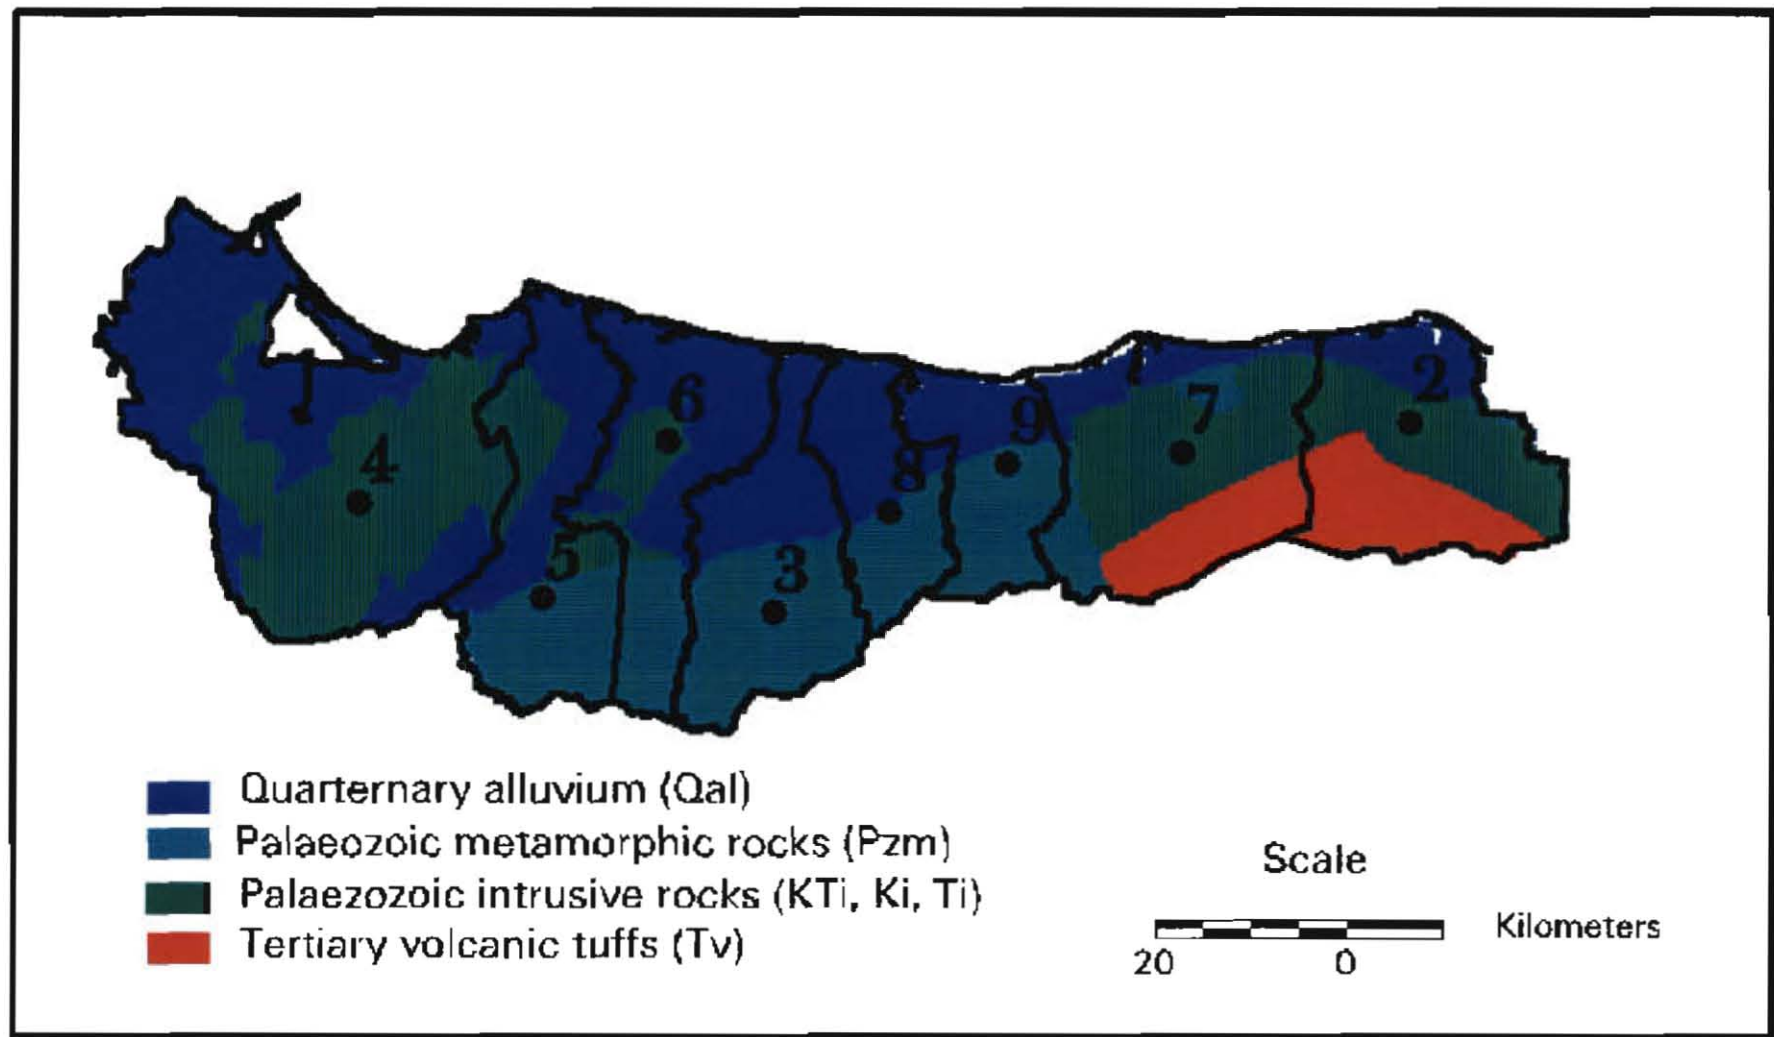 1
2
3
4
5
6
7
8
9
Quarternary alluvium (Qal)
Palaeozoic metamorphic rocks (Pzm)
Palaezozoic intrusive rocks (KTi, Ki, Ti)
Tertiary volcanic tuffs (Tv)
Scale
Kilometers
20 0